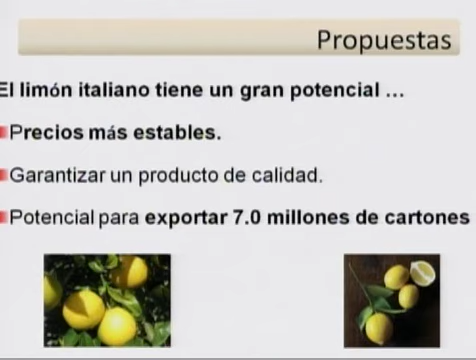 Propuestas
El limón italiano tiene un gran potencial ...
Precios más estables.
Garantizar un producto de calidad.
Potencial para exportar 7.0 millones de cartones